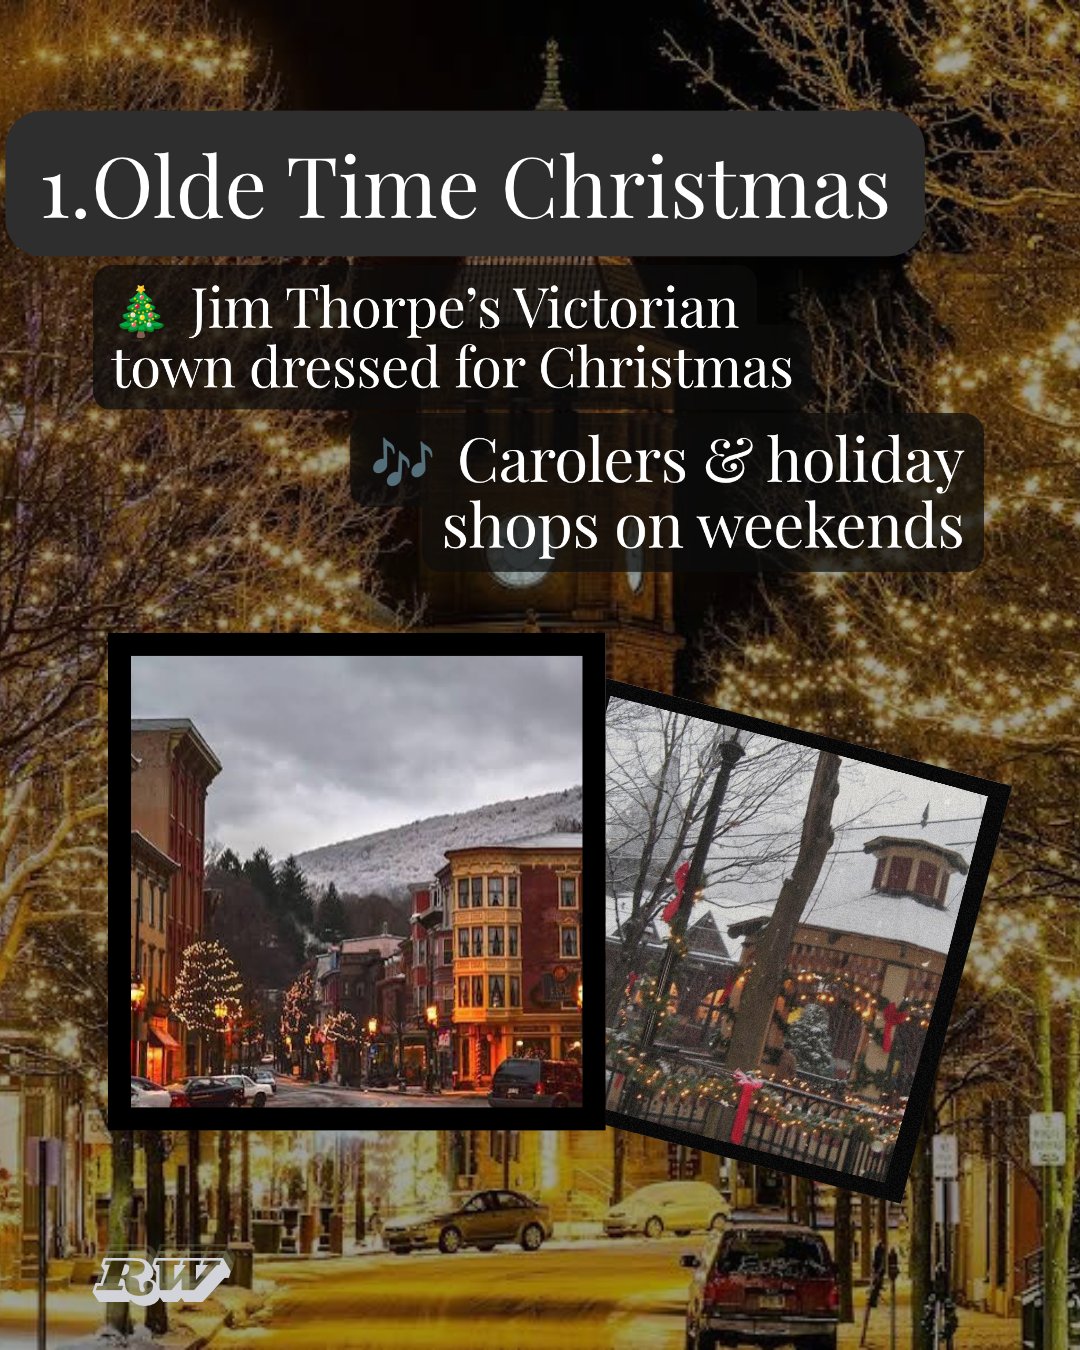 1.Olde Time Christmas
🎄 Jim Thorpe’s Victorian
town dressed for Christmas
🎶 Carolers & holiday
shops on weekends
RW